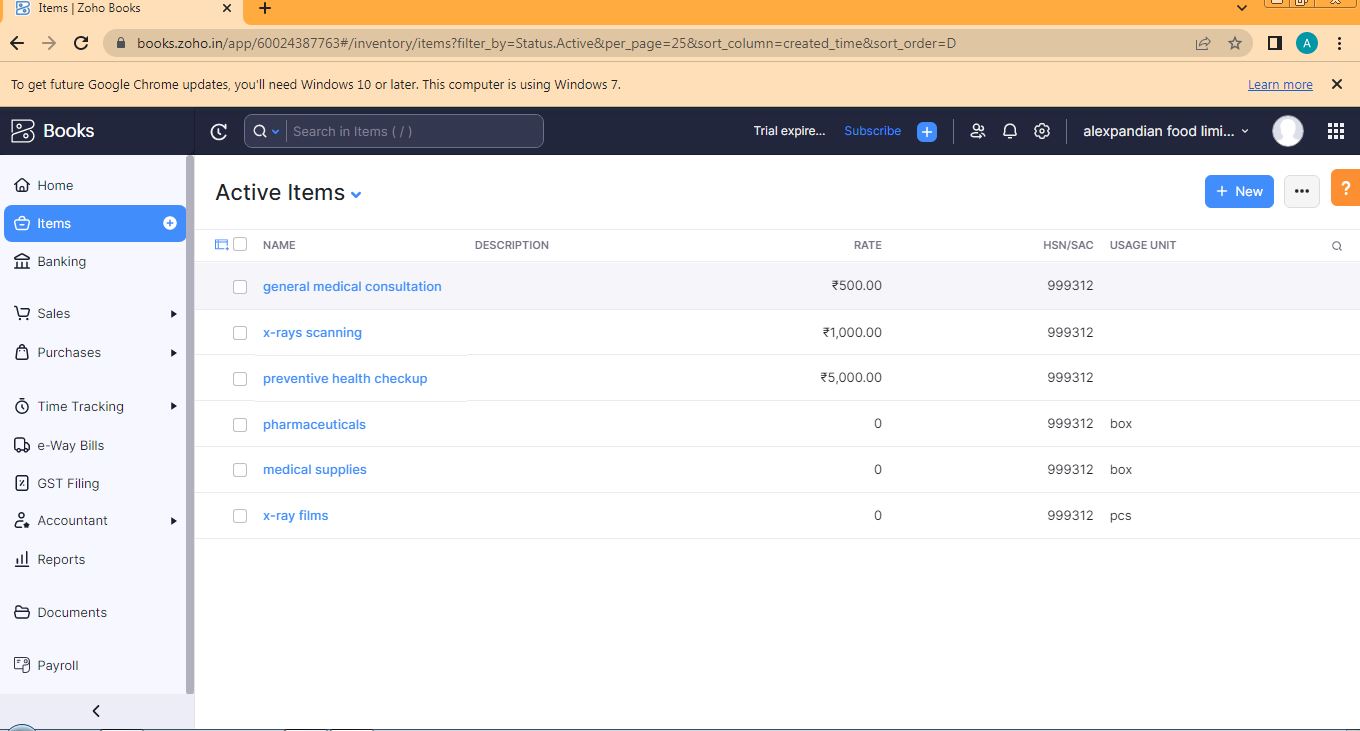 Items | Zoho Books
books.zoho.in/app/60024387763#/inventory/items?filter_by=Status.Active&per_page=25&sort_column=created_time&sort_order=D
A
To get future Google Chrome updates, you'll need Windows 10 or later. This computer is using Windows 7.
Learn more
Books
Search in Items ( / )
Trial expire...
Subscribe
alexpandian food limi...
Home
Items
Banking
Sales
Purchases
Time Tracking
e-Way Bills
GST Filing
Accountant
Reports
Documents
Payroll
Active Items
+ New
?
NAME DESCRIPTION RATE HSN/SAC USAGE UNIT
general medical consultation ₹500.00 999312
x-rays scanning ₹1,000.00 999312
preventive health checkup ₹5,000.00 999312
pharmaceuticals 0 999312 box
medical supplies 0 999312 box
x-ray films 0 999312 pcs